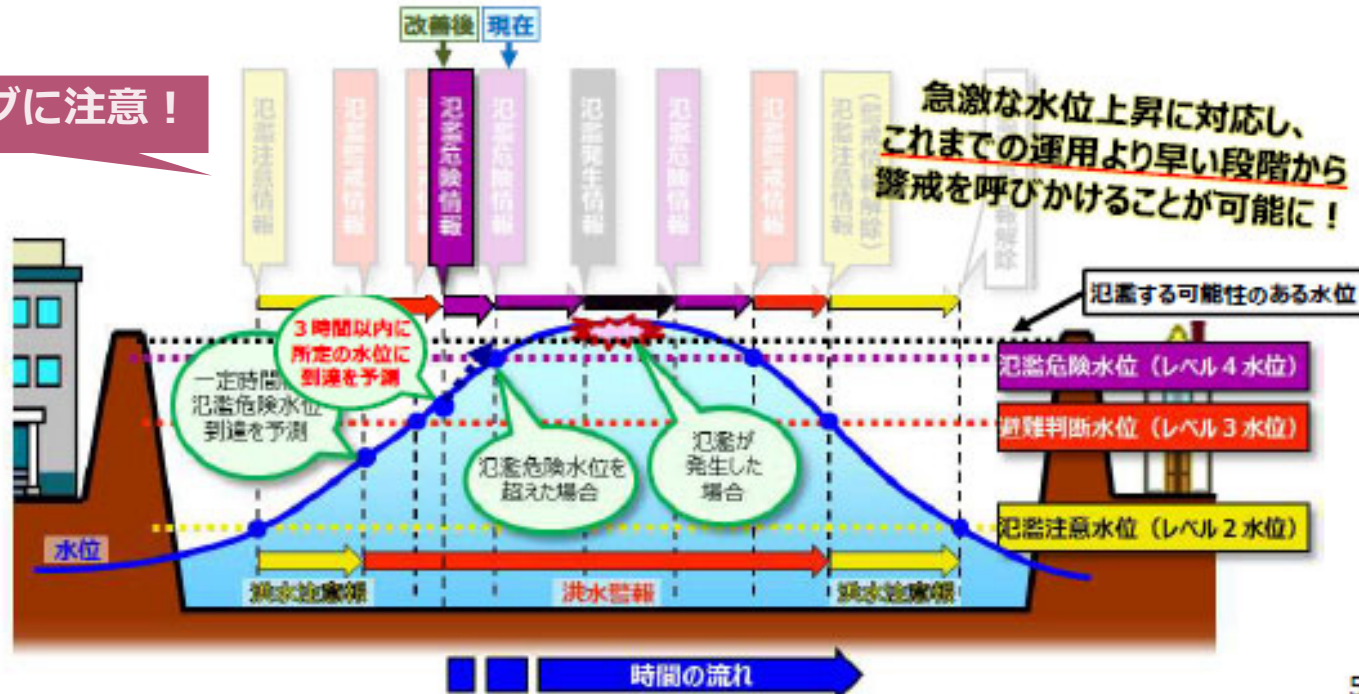 改善後
現在
ブに注意！
氾濫注意情報
氾濫警戒情報
氾濫危険情報
氾濫危険情報
氾濫発生情報
氾濫危険情報
氾濫警戒情報
氾濫注意情報
（警戒情報解除）
報解除
急激な水位上昇に対応し、
これまでの運用より早い段階から
警戒を呼びかけることが可能に！
氾濫する可能性のある水位
3時間以内に
所定の水位に
到達を予測
一定時間
氾濫危険水位
到達を予測
氾濫危険水位を
超えた場合
氾濫が
発生した
場合
氾濫危険水位（レベル4水位）
避難判断水位（レベル3水位）
氾濫注意水位（レベル2水位）
水位
洪水注意報
洪水警報
洪水注意報
時間の流れ